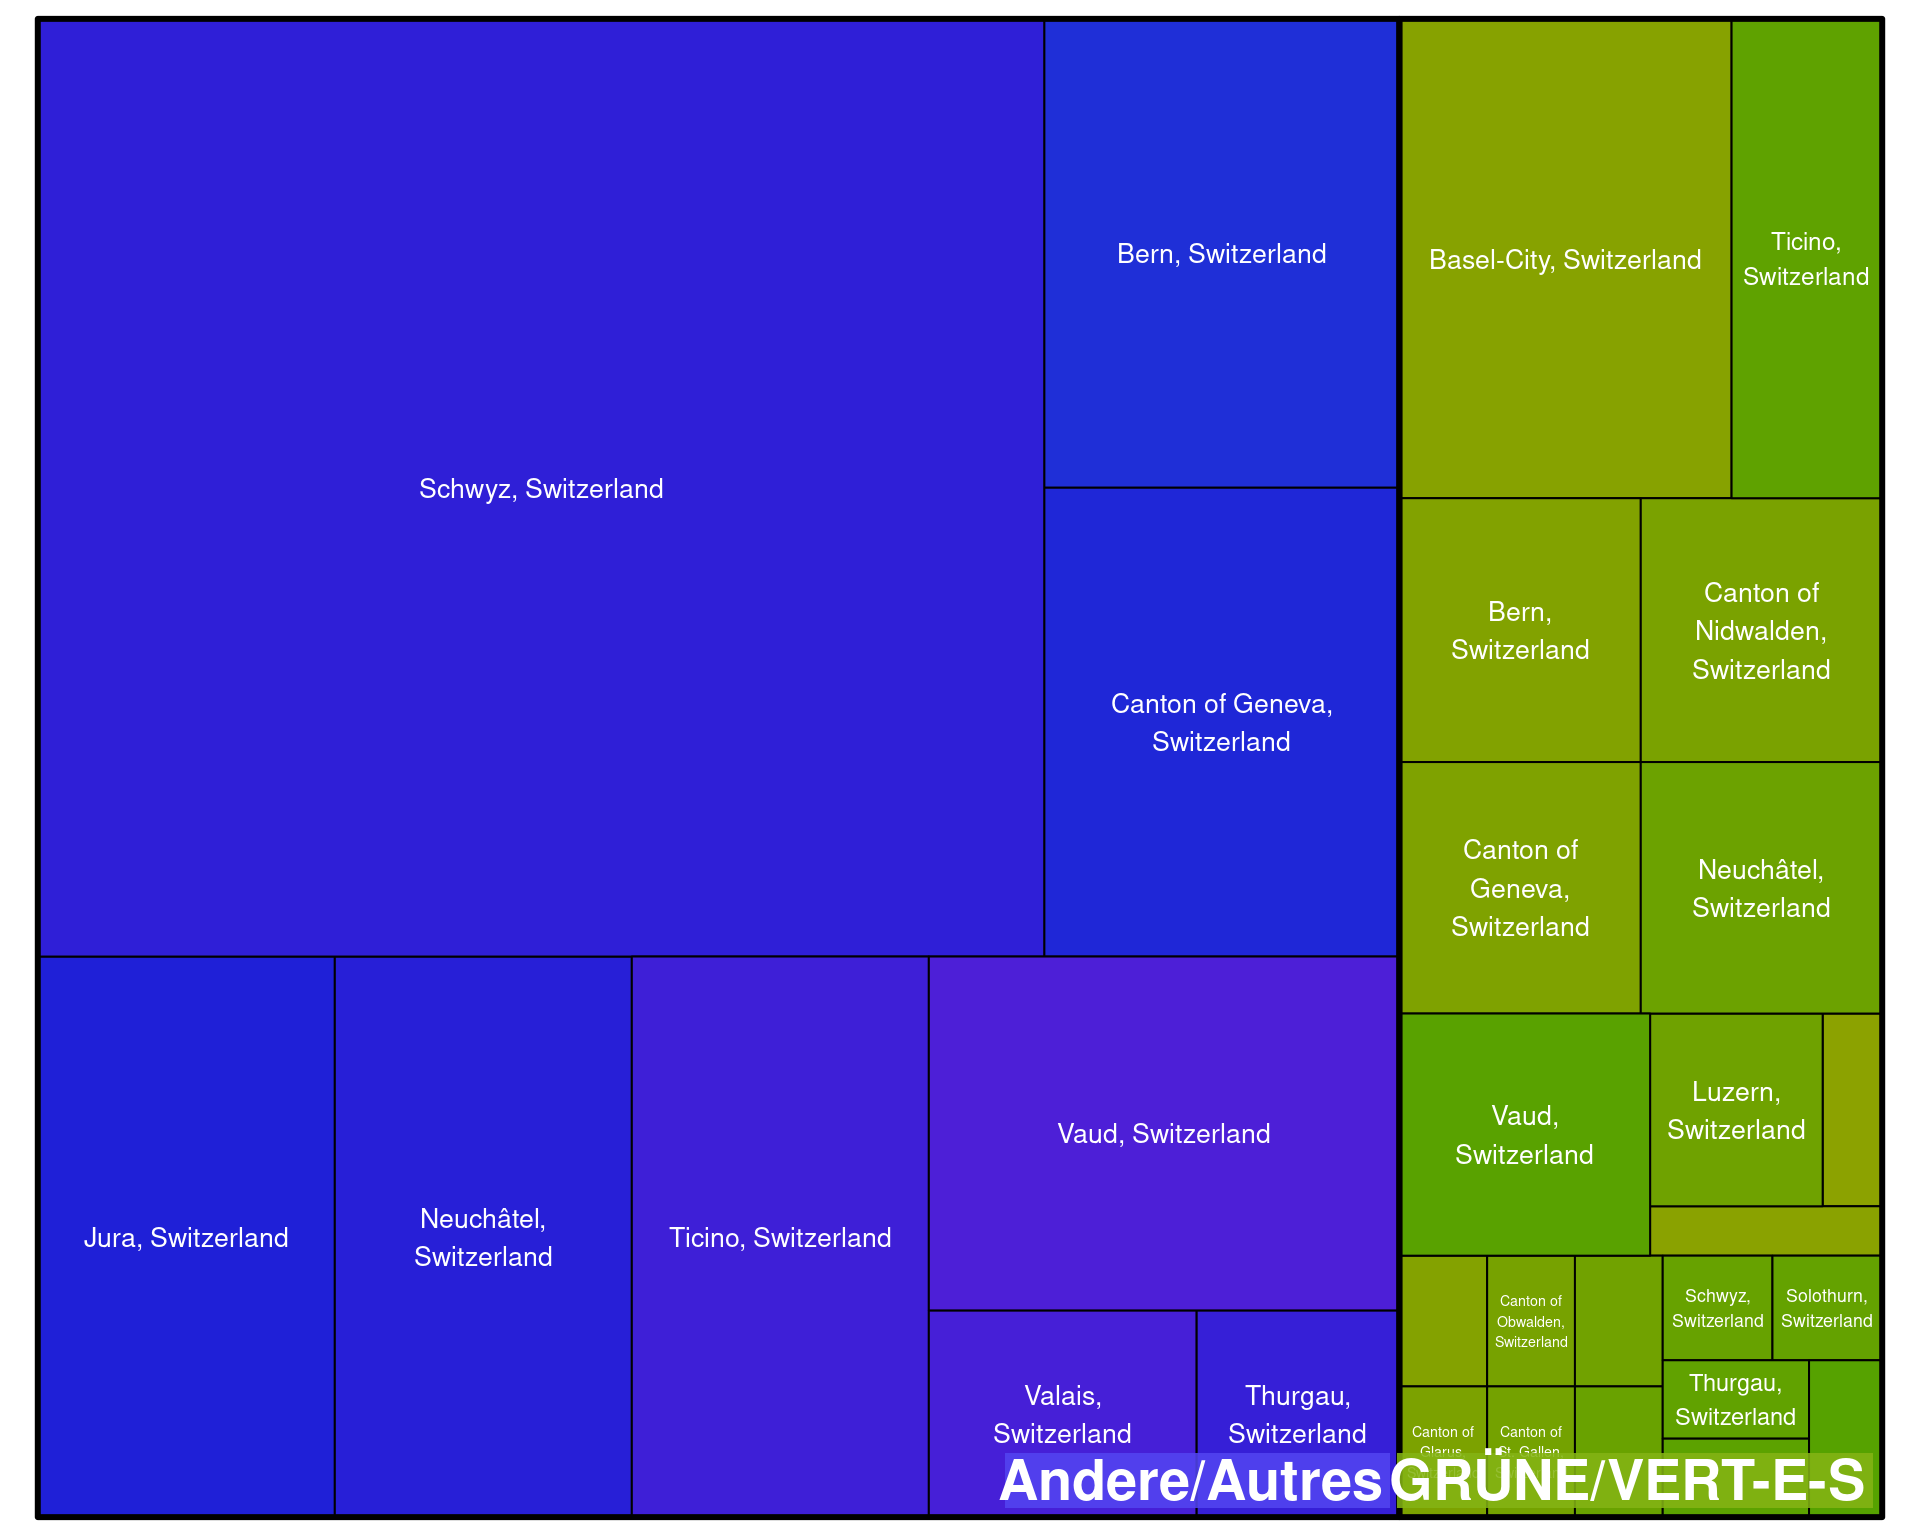 Schwyz, Switzerland
Bern, Switzerland
Canton of Geneva,
Switzerland
Jura, Switzerland
Neuchâtel,
Switzerland
Ticino, Switzerland
Vaud, Switzerland
Valais,
Switzerland
Thurgau,
Switzerland
Basel-City, Switzerland
Ticino,
Switzerland
Bern,
Switzerland
Canton of
Nidwalden,
Switzerland
Canton of
Geneva,
Switzerland
Neuchâtel,
Switzerland
Vaud,
Switzerland
Luzern,
Switzerland
Canton of
Obwalden,
Switzerland
Schwyz,
Switzerland
Solothurn,
Switzerland
Thurgau,
Switzerland
Canton of
Glarus,
Canton of
St. Gallen,
Andere/Autres
GRÜNE/VERT-E-S